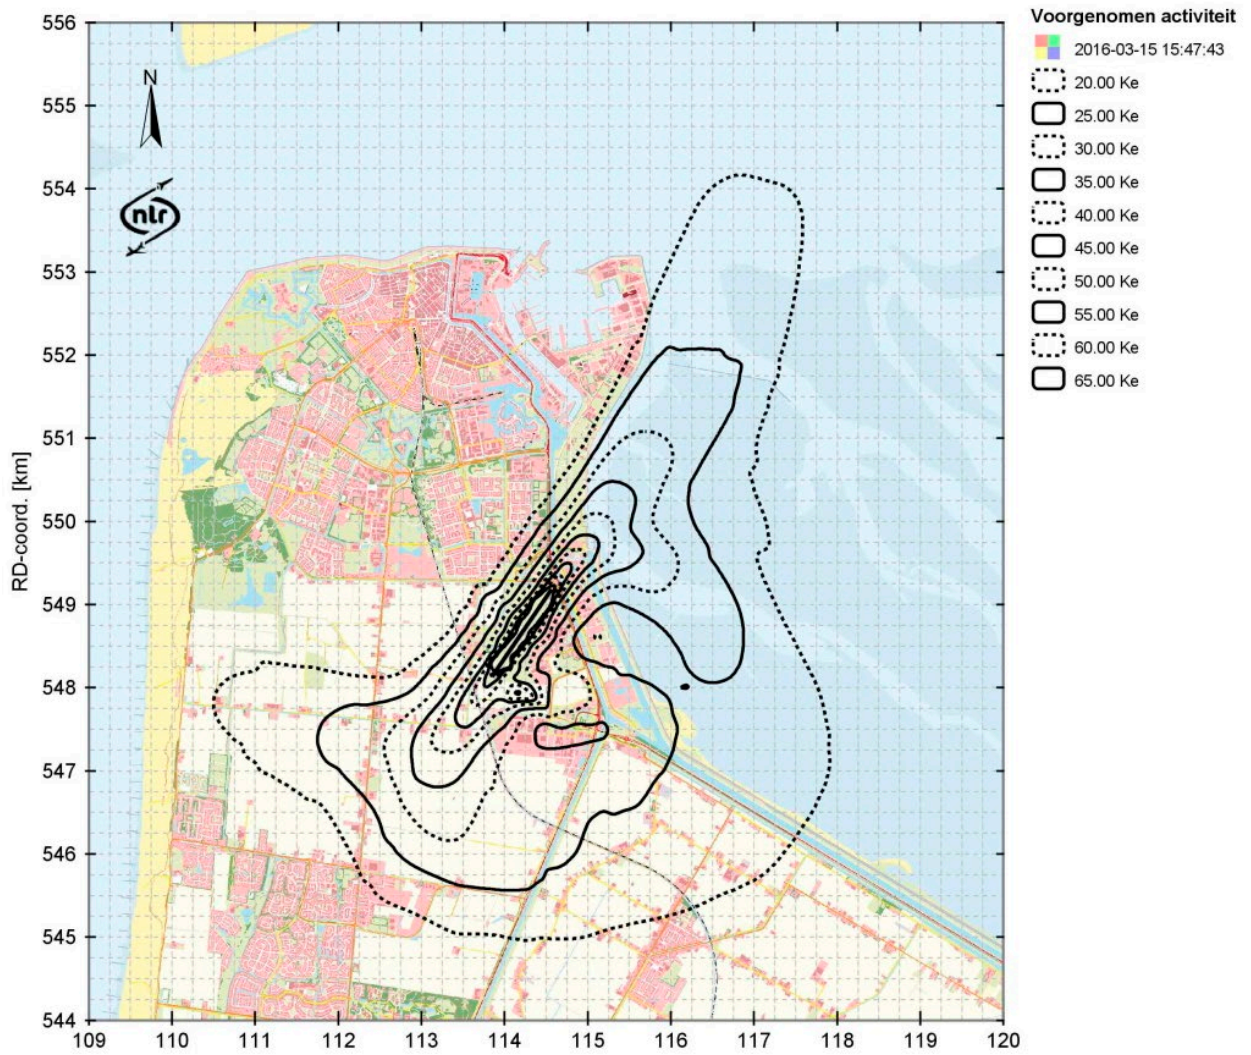 Voorgenomen activiteit
2016-03-15 15:47:43
20.00 Ke
25.00 Ke
30.00 Ke
35.00 Ke
40.00 Ke
45.00 Ke
50.00 Ke
55.00 Ke
60.00 Ke
65.00 Ke
N
nlr
RD-coord. [km]
556
555
554
553
552
551
550
549
548
547
546
545
544
109 110 111 112 113 114 115 116 117 118 119 120